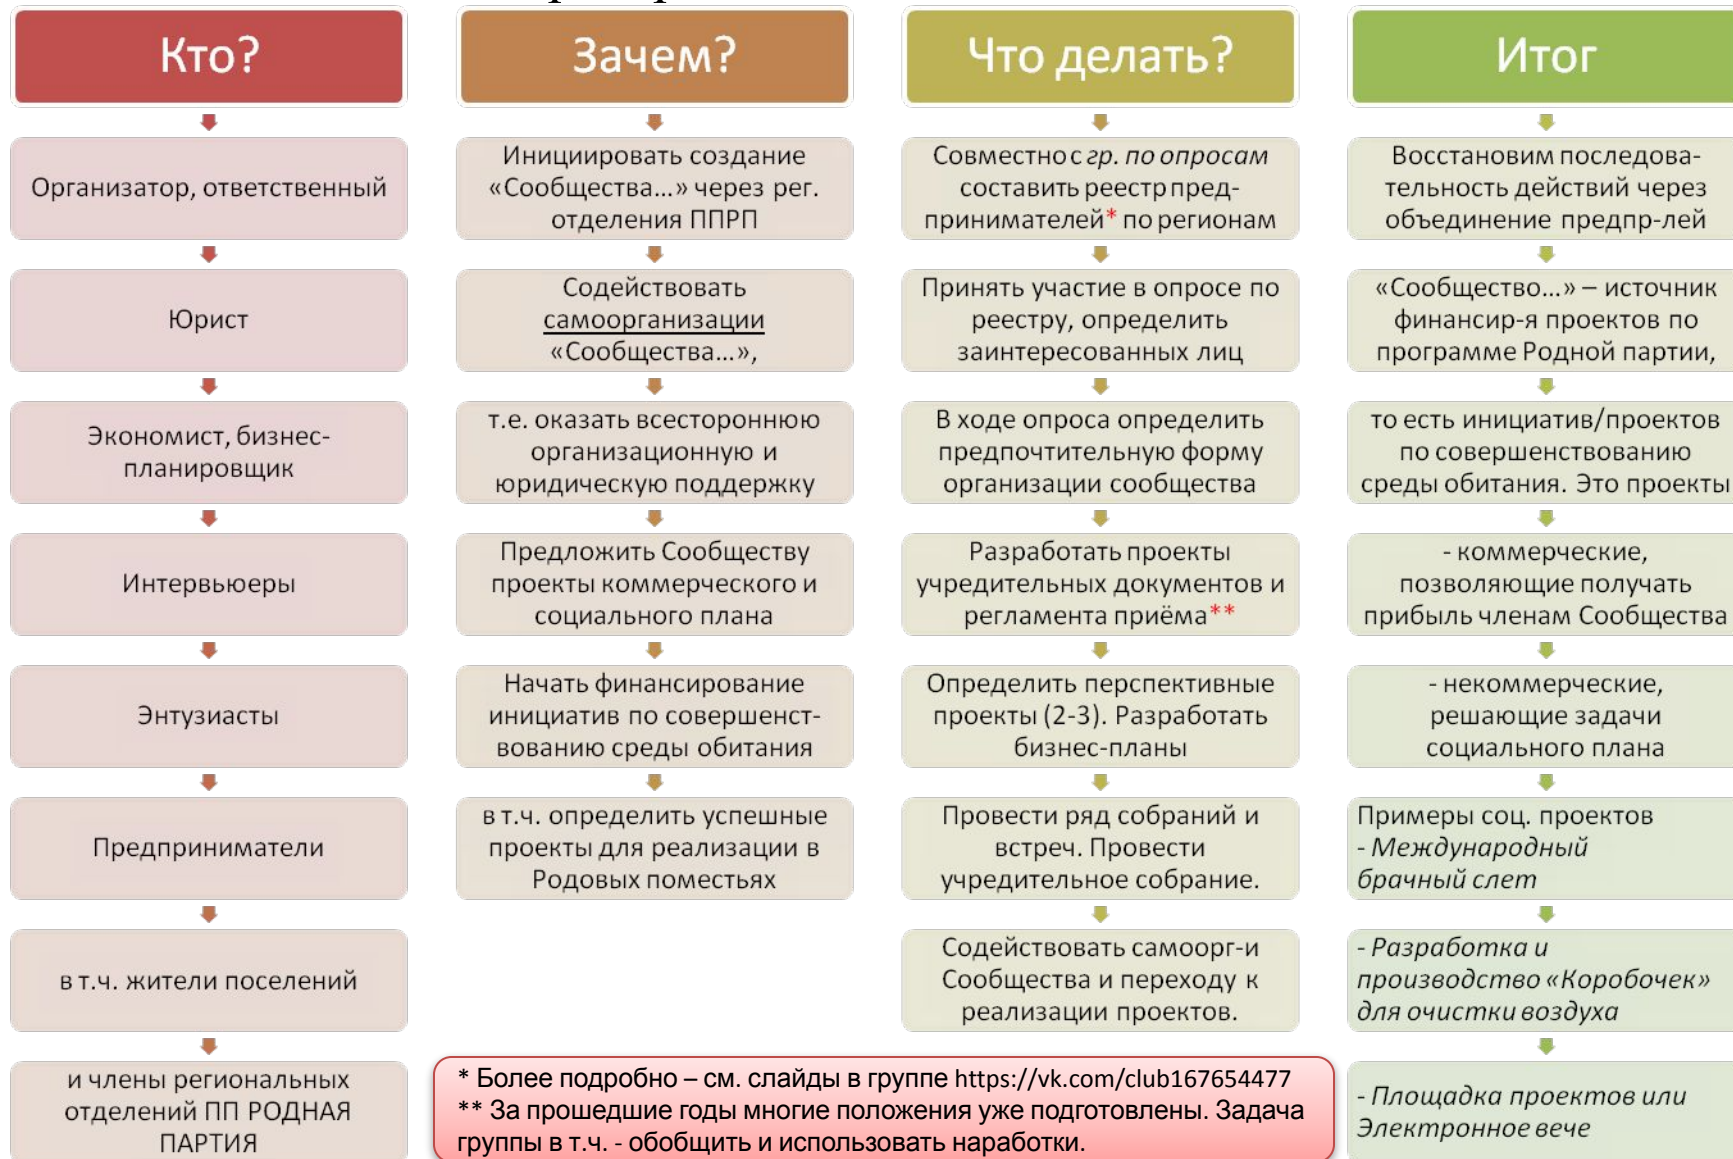 Кто?
Организатор, ответственный
Юрист
Экономист, бизнес-
планировщик
Интервьюеры
Энтузиасты
Предприниматели
в т.ч. жители поселений
и члены региональных
отделений ПП РОДНАЯ
ПАРТИЯ
Зачем?
Инициировать создание
«Сообщества...» через рег.
отделения ППРП
Содействовать
самоорганизации
«Сообщества...»,
т.е. оказать всестороннюю
организационную и
юридическую поддержку
Предложить Сообществу
проекты коммерческого и
социального плана
Начать финансирование
инициатив по совершенст-
вованию среды обитания
в т.ч. определить успешные
проекты для реализации в
Родовых поместьях
Что делать?
Совместно с гр. по опросам
составить реестр пред-
принимателей* по регионам
Принять участие в опросе по
реестру, определить
заинтересованных лиц
В ходе опроса определить
предпочтительную форму
организации сообщества
Разработать проекты
учредительных документов и
регламента приёма**
Определить перспективные
проекты (2-3). Разработать
бизнес-планы
Провести ряд собраний и
встреч. Провести
учредительное собрание.
Содействовать самоорг-и
Сообщества и переходу к
реализации проектов.
Итог
Восстановим последова-
тельность действий через
объединение предпр-лей
«Сообщество...» – источник
финансир-я проектов по
программе Родной партии,
то есть инициатив/проектов
по совершенствованию
среды обитания. Это проекты
- коммерческие,
позволяющие получать
прибыль членам Сообщества
- некоммерческие,
решающие задачи
социального плана
Примеры соц. проектов
- Международный
брачный слет
- Разработка и
производство «Коробочек»
для очистки воздуха
- Площадка проектов или
Электронное вече
* Более подробно – см. слайды в группе https://vk.com/club167654477
** За прошедшие годы многие положения уже подготовлены. Задача
группы в т.ч. - обобщить и использовать наработки.